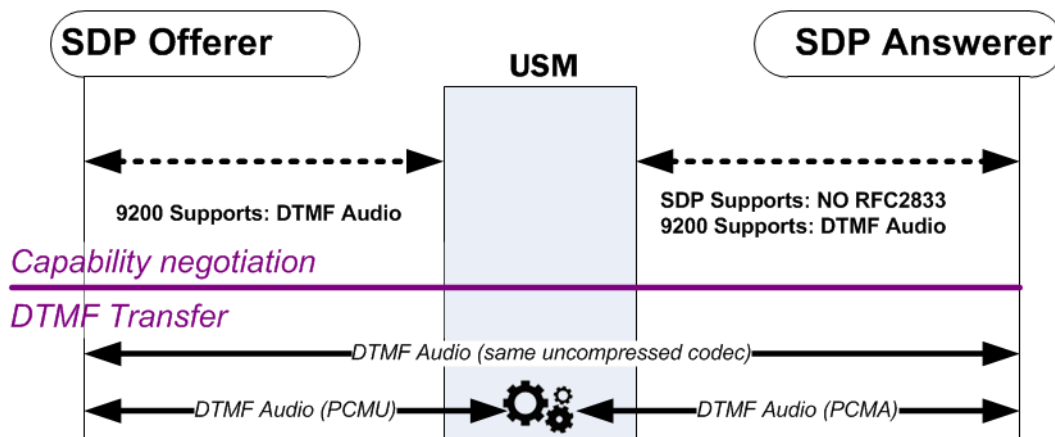 SDP Offerer
SDP Answerer
USM
9200 Supports: DTMF Audio
SDP Supports: NO RFC2833
9200 Supports: DTMF Audio
Capability negotiation
DTMF Transfer
DTMF Audio (same uncompressed codec)
DTMF Audio (PCMU)
DTMF Audio (PCMA)